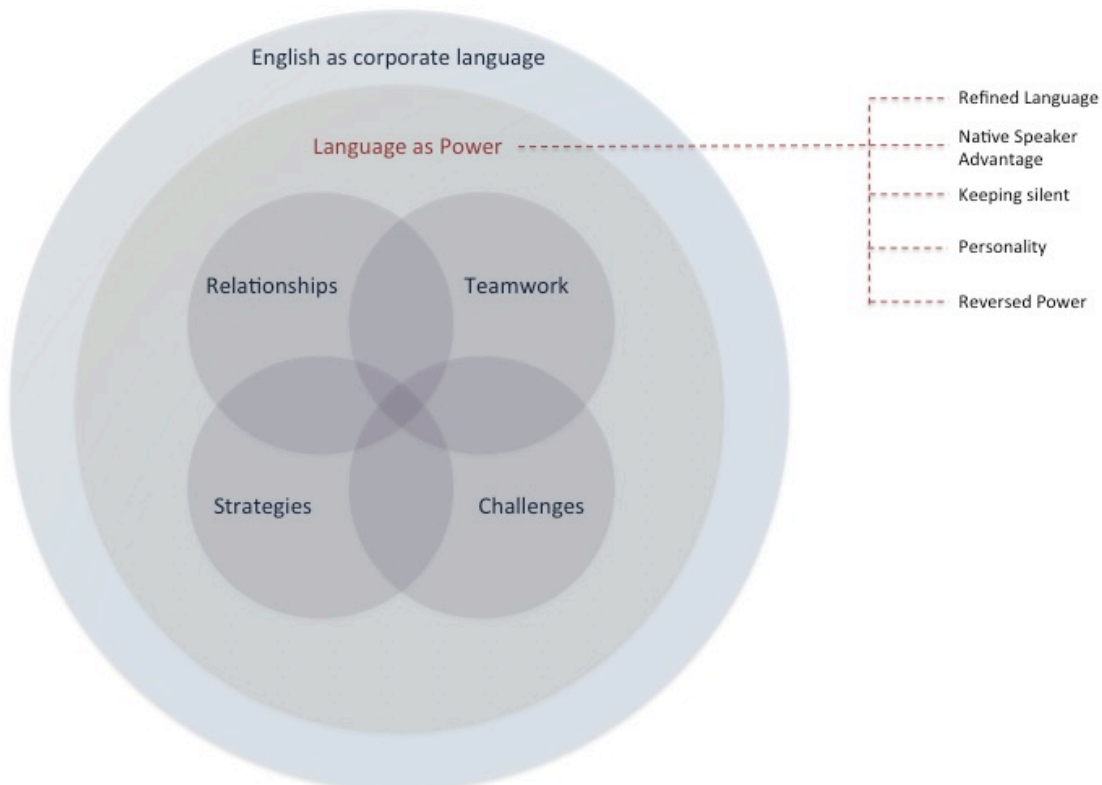 English as corporate language
Language as Power
Relationships
Teamwork
Strategies
Challenges
Refined Language
Native Speaker
Advantage
Keeping silent
Personality
Reversed Power